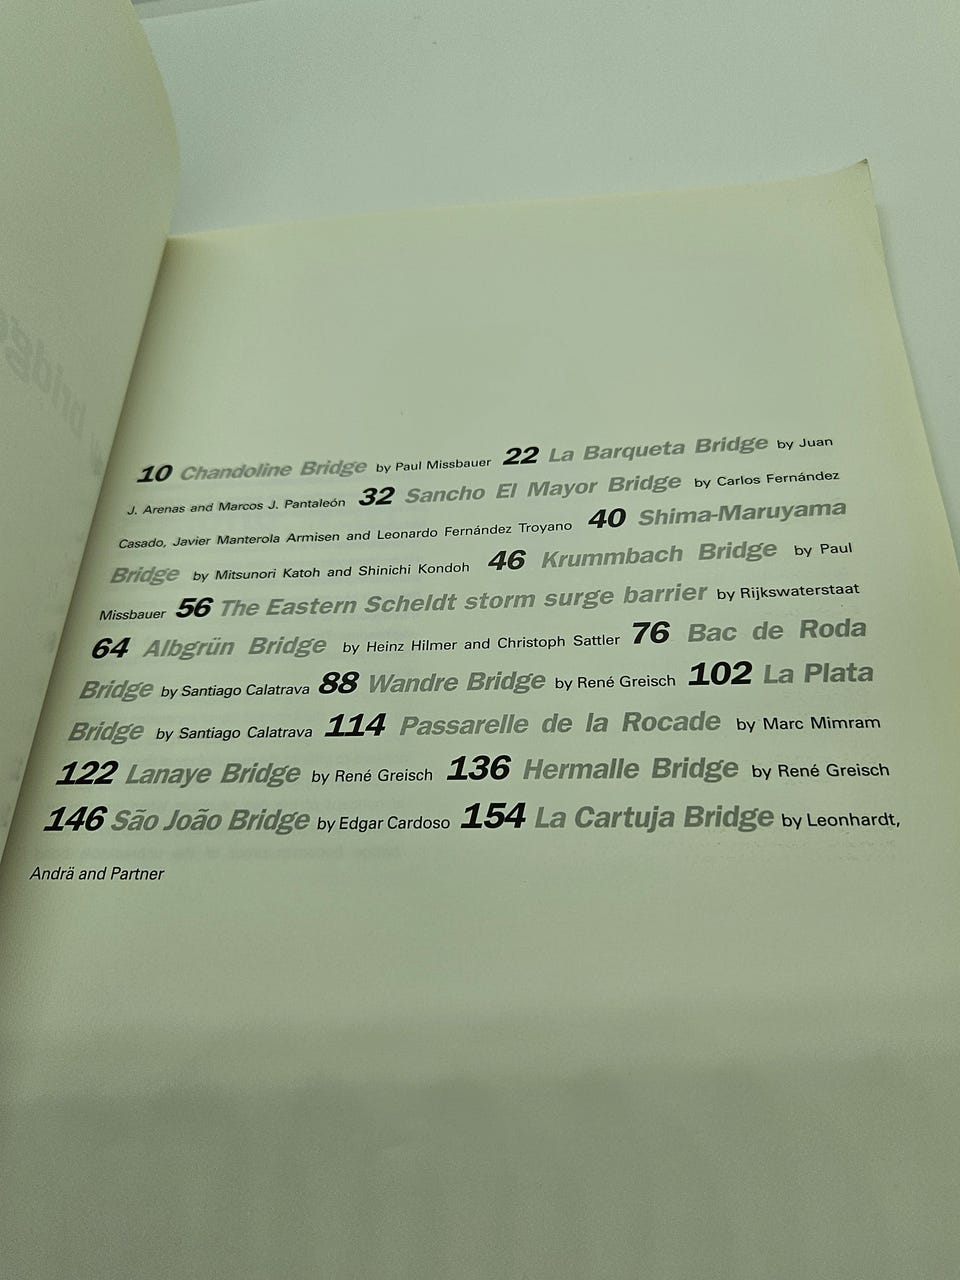 10 Chandoline Bridge by Paul Missbauer 22 La Barqueta Bridge by Juan
J. Arenas and Marcos J. Pantaleón 32 Sancho El Mayor Bridge by Carlos Fernández
Casado, Javier Manterola Armisen and Leonardo Fernández Troyano 40 Shima-Maruyama
Bridge by Mitsunori Katoh and Shinichi Kondoh 46 Krummbach Bridge by Paul
Missbauer 56 The Eastern Scheldt storm surge barrier by Rijkswaterstaat
64 Albgrün Bridge by Heinz Hilmer and Christoph Sattler 76 Bac de Roda
Bridge by Santiago Calatrava 88 Wandre Bridge by René Greisch 102 La Plata
Bridge by Santiago Calatrava 114 Passarelle de la Rocade by Marc Mimram
122 Lanaye Bridge by René Greisch 136 Hermalle Bridge by René Greisch
146 São João Bridge by Edgar Cardoso 154 La Cartuja Bridge by Leonhardt,
Andrä and Partner